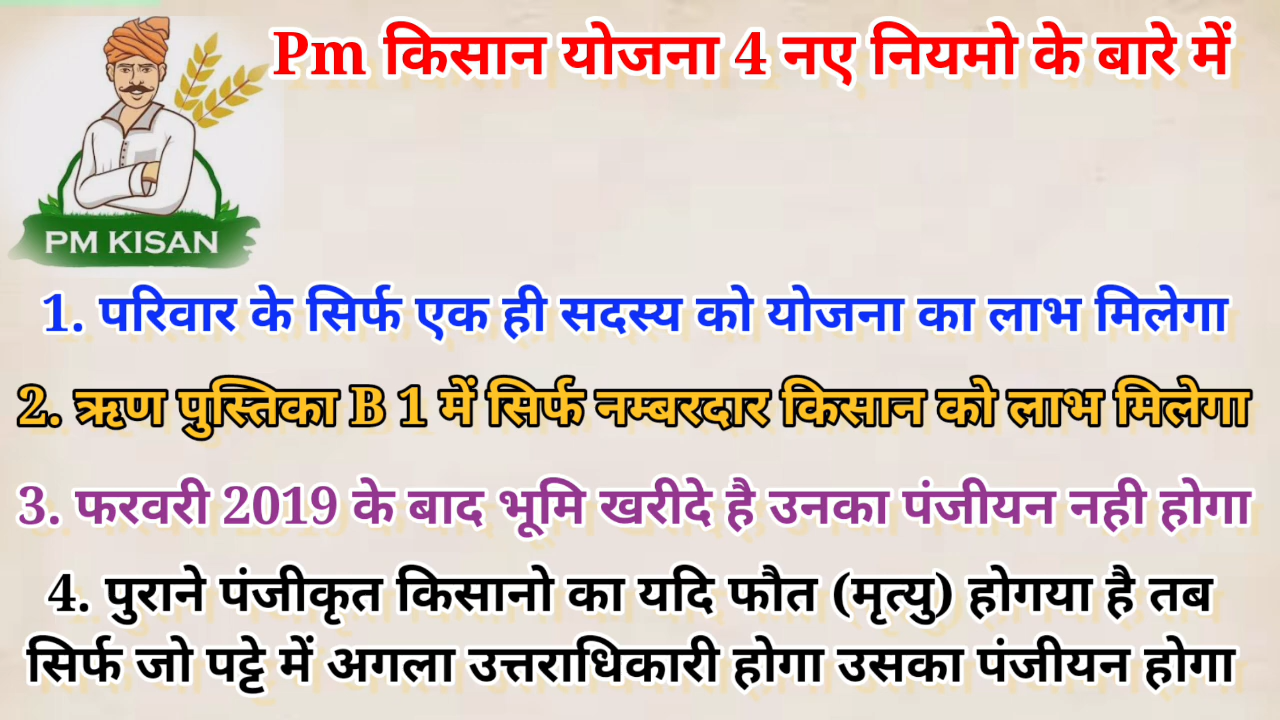 Pm किसान योजना 4 नए नियमो के बारे में
PM KISAN
1. परिवार के सिर्फ एक ही सदस्य को योजना का लाभ मिलेगा
2. ऋण पुस्तिका B 1 में सिर्फ नम्बरदार किसान को लाभ मिलेगा
3. फरवरी 2019 के बाद भूमि खरीदे है उनका पंजीयन नही होगा
4. पुराने पंजीकृत किसानो का यदि फौत (मृत्यु) होगया है तब
सिर्फ जो पट्टे में अगला उत्तराधिकारी होगा उसका पंजीयन होगा